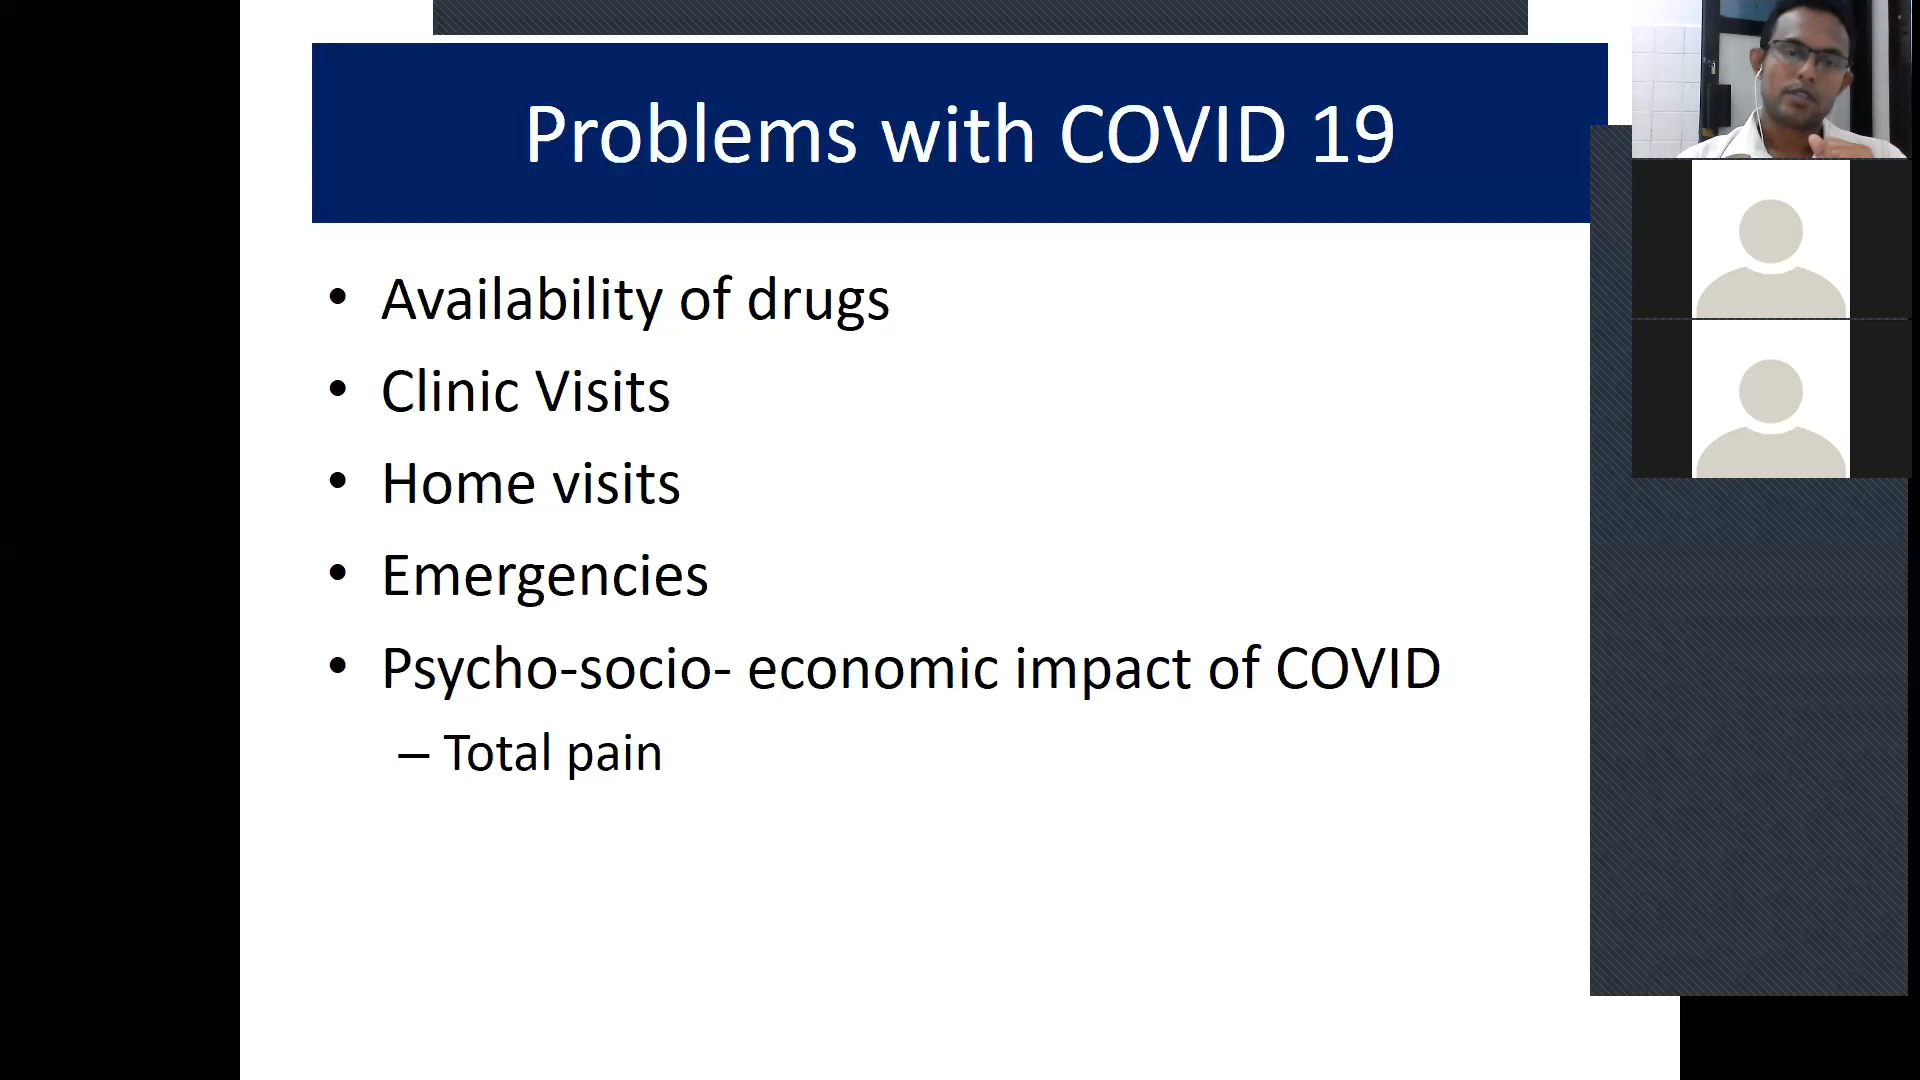 Problems with COVID 19
• Availability of drugs
• Clinic Visits
• Home visits
• Emergencies
• Psycho-socio- economic impact of COVID
– Total pain